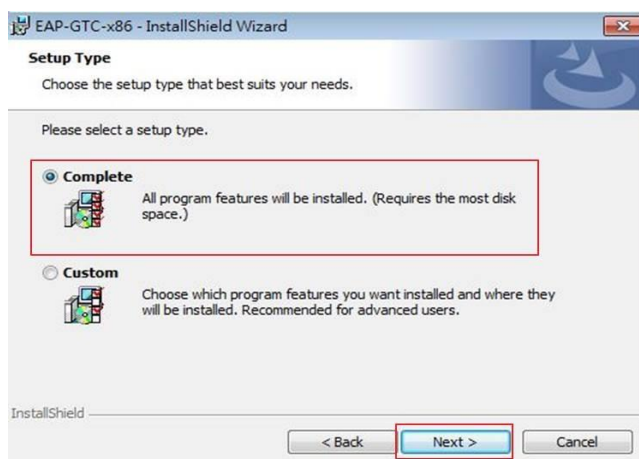 EAP-GTC-x86 - InstallShield Wizard
Setup Type
Choose the setup type that best suits your needs.
Please select a setup type.
Complete
All program features will be installed. (Requires the most disk
space.)
Custom
Choose which program features you want installed and where they
will be installed. Recommended for advanced users.
InstallShield
< Back
Next >
Cancel